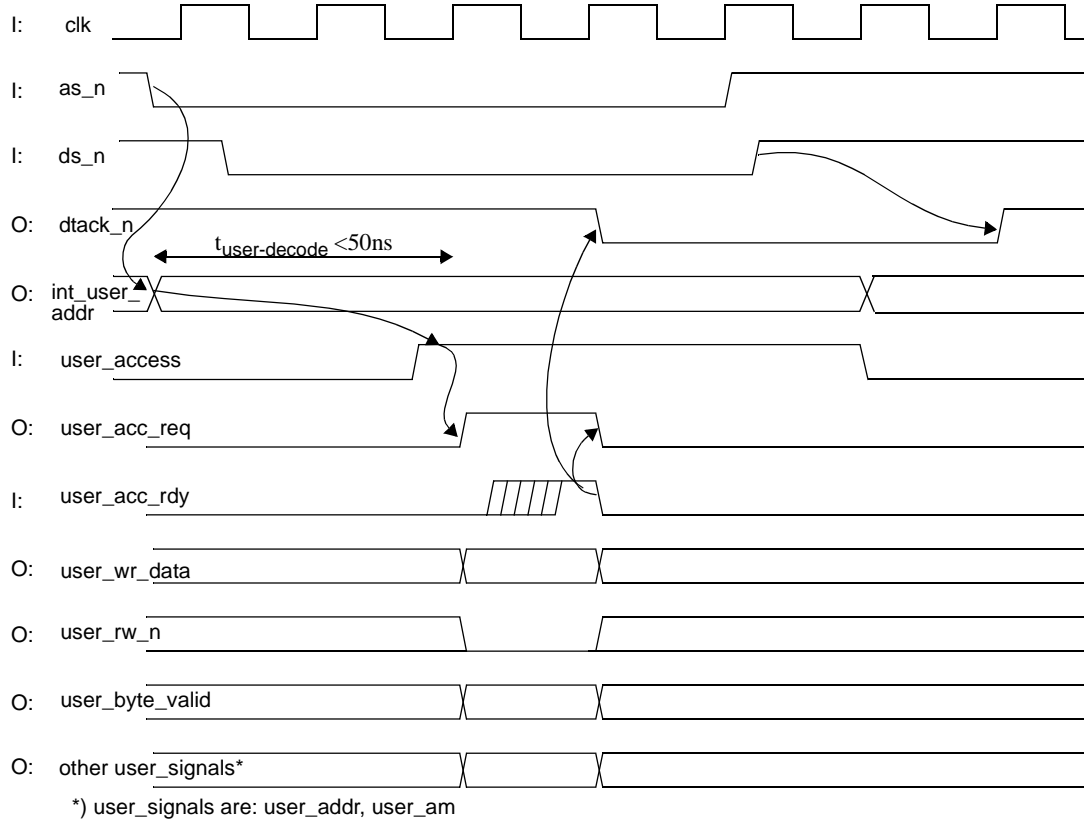 I: clk
I: as_n
I: ds_n
O: dtack_n
tuser-decode <50ns
O: int_user_
addr
I: user_access
O: user_acc_req
I: user_acc_rdy
O: user_wr_data
O: user_rw_n
O: user_byte_valid
O: other user_signals*
*) user_signals are: user_addr, user_am